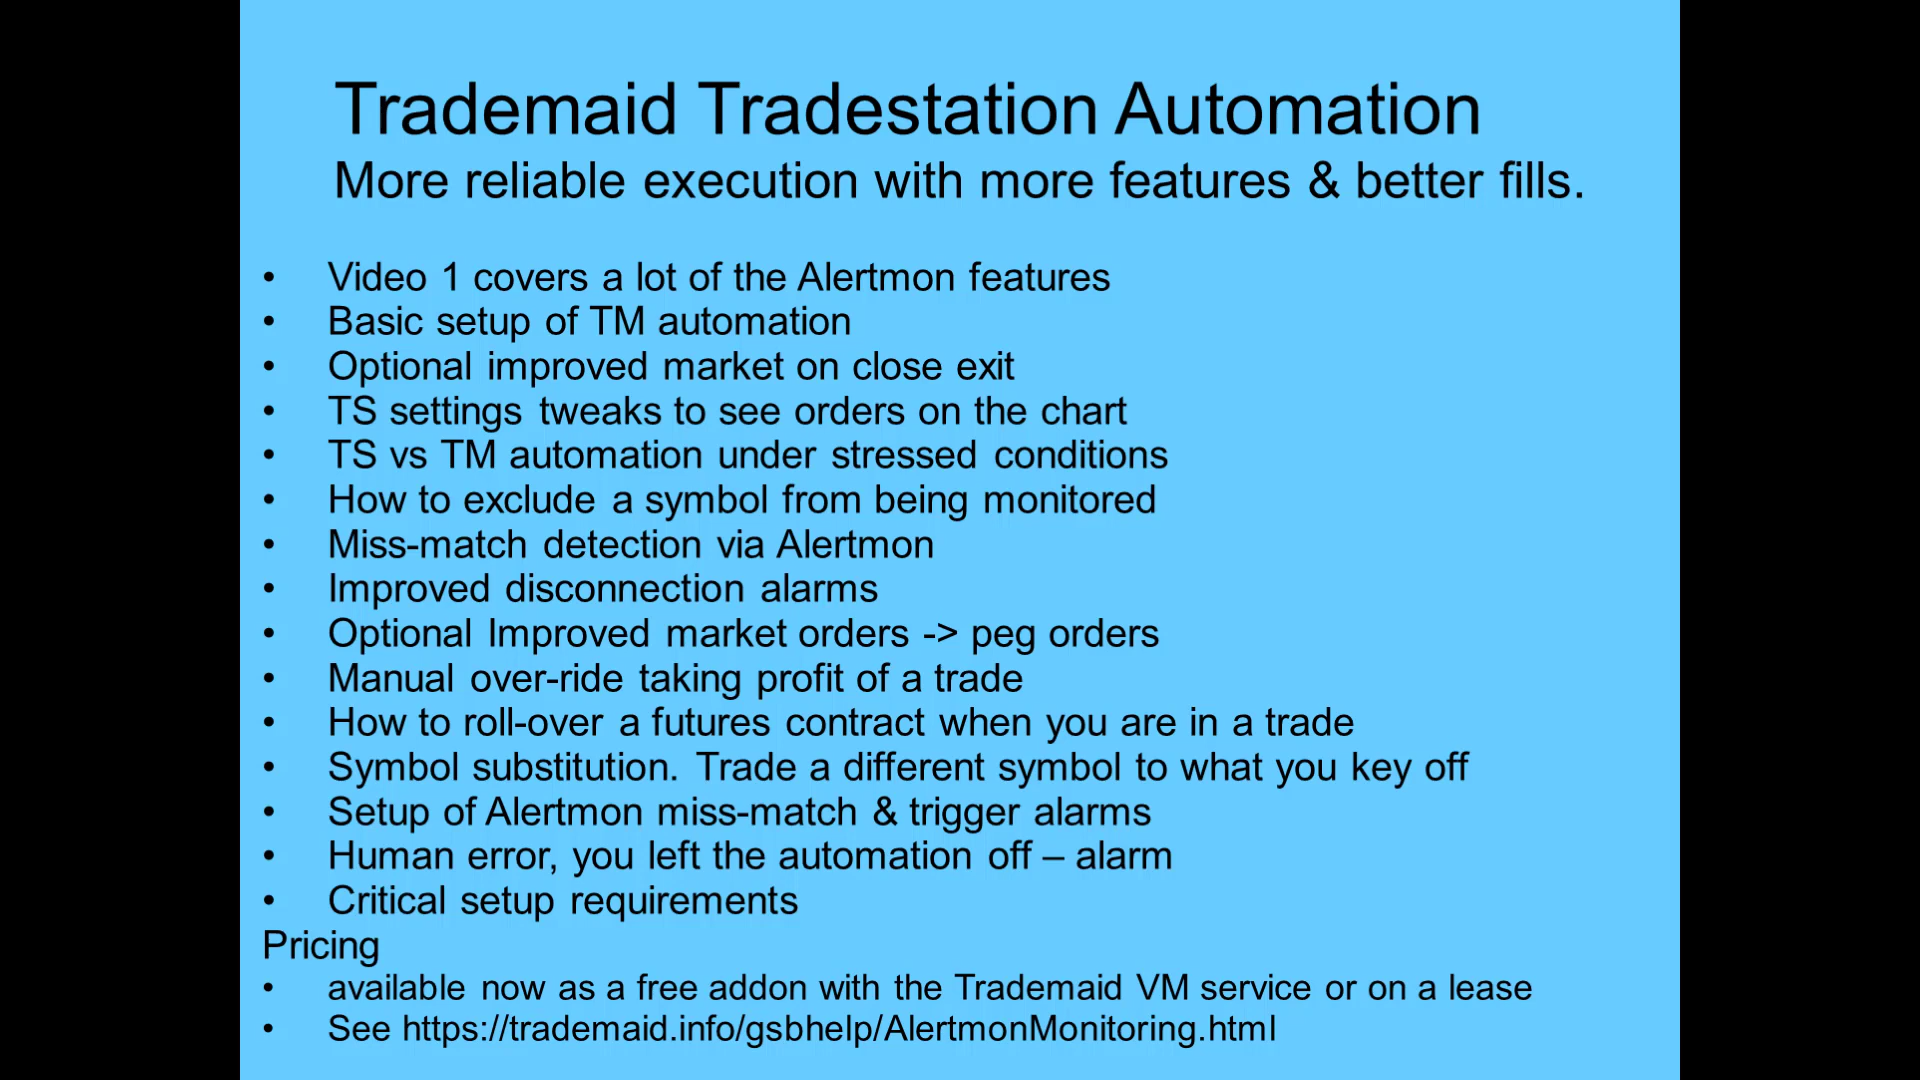 Trademaid Tradestation Automation
More reliable execution with more features & better fills.
• Video 1 covers a lot of the Alertmon features
• Basic setup of TM automation
• Optional improved market on close exit
• TS settings tweaks to see orders on the chart
• TS vs TM automation under stressed conditions
• How to exclude a symbol from being monitored
• Miss-match detection via Alertmon
• Improved disconnection alarms
• Optional Improved market orders -> peg orders
• Manual over-ride taking profit of a trade
• How to roll-over a futures contract when you are in a trade
• Symbol substitution. Trade a different symbol to what you key off
• Setup of Alertmon miss-match & trigger alarms
• Human error, you left the automation off – alarm
• Critical setup requirements
Pricing
• available now as a free addon with the Trademaid VM service or on a lease
• See https://trademaid.info/gsbhelp/AlertmonMonitoring.html